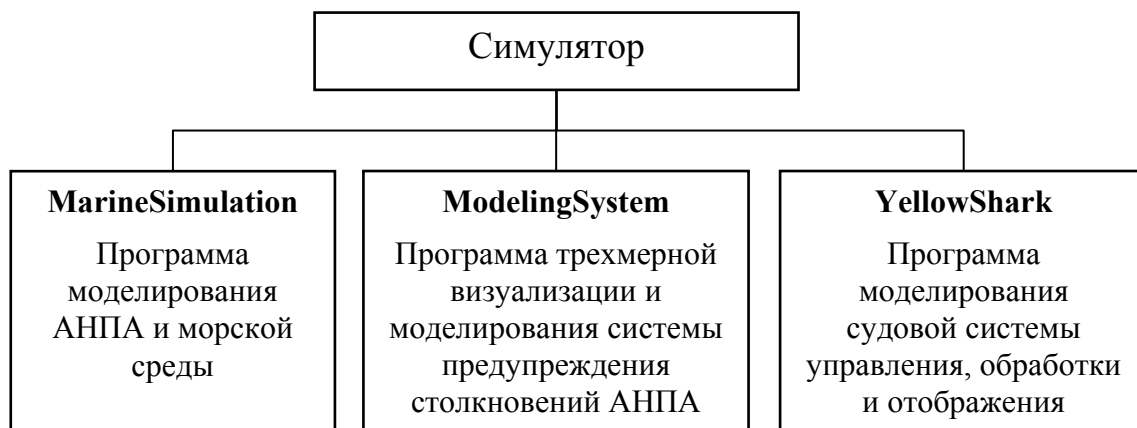 Симулятор
MarineSimulation
Программа
моделирования
АНПА и морской
среды
ModelingSystem
Программа трехмерной
визуализации и
моделирования системы
предупреждения
столкновений АНПА
YellowShark
Программа
моделирования
судовой системы
управления, обработки
и отображения